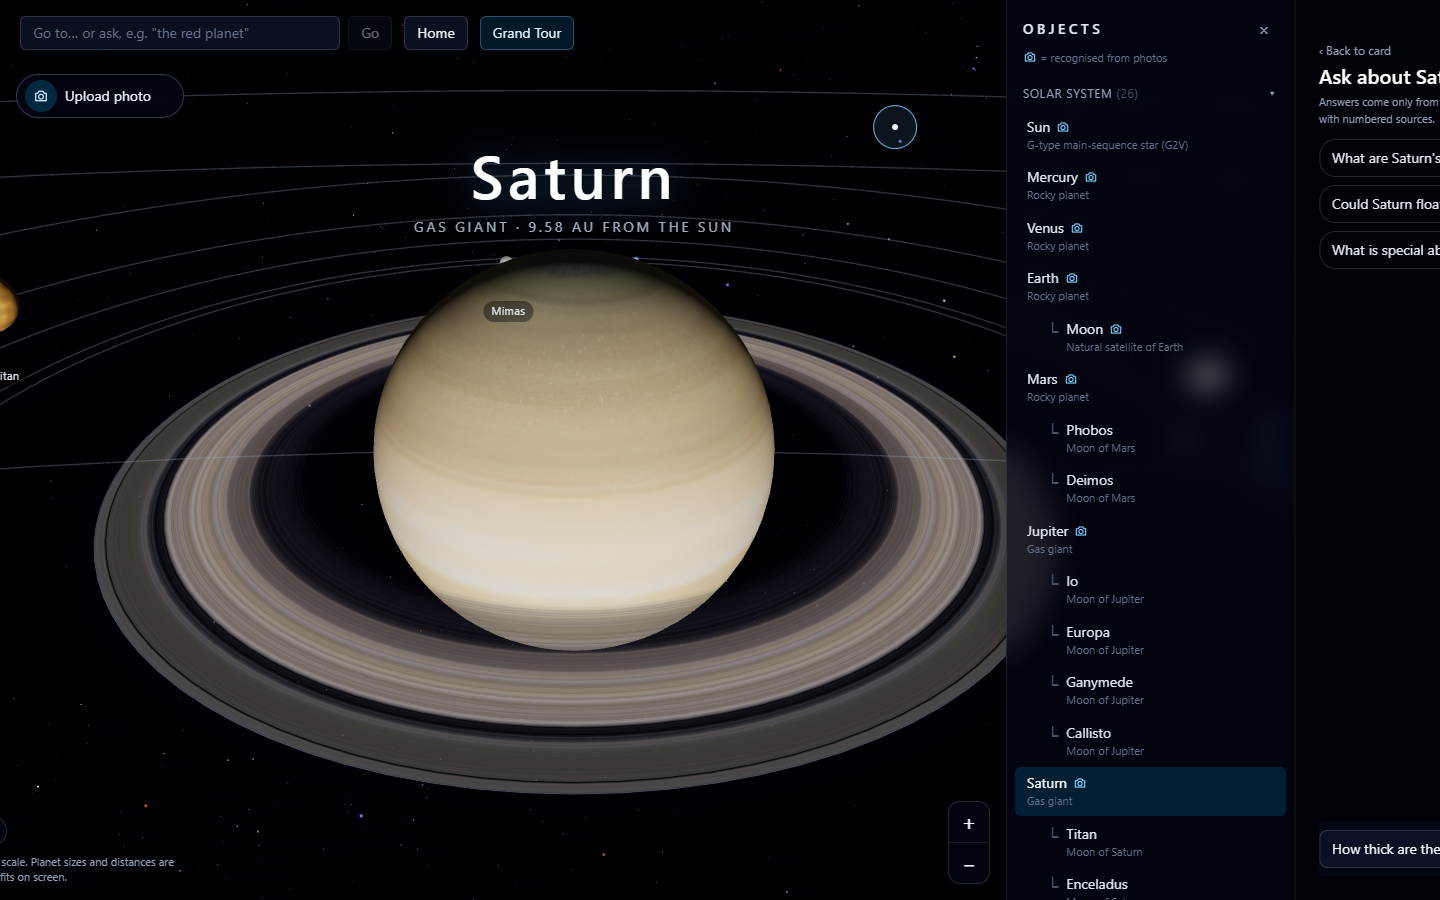 Go to... or ask, e.g. "the red planet"
Go
Home
Grand Tour
Upload photo
Saturn
GAS GIANT · 9.58 AU FROM THE SUN
Mimas
itan
scale. Planet sizes and distances are
fits on screen.
+
−
OBJECTS
×
= recognised from photos
SOLAR SYSTEM (26)
Sun
G-type main-sequence star (G2V)
Mercury
Rocky planet
Venus
Rocky planet
Earth
Rocky planet
Moon
Natural satellite of Earth
Mars
Rocky planet
Phobos
Moon of Mars
Deimos
Moon of Mars
Jupiter
Gas giant
Io
Moon of Jupiter
Europa
Moon of Jupiter
Ganymede
Moon of Jupiter
Callisto
Moon of Jupiter
Saturn
Gas giant
Titan
Moon of Saturn
Enceladus
‹ Back to card
Ask about Sat
Answers come only from
with numbered sources.
What are Saturn's
Could Saturn floa
What is special ab
How thick are the